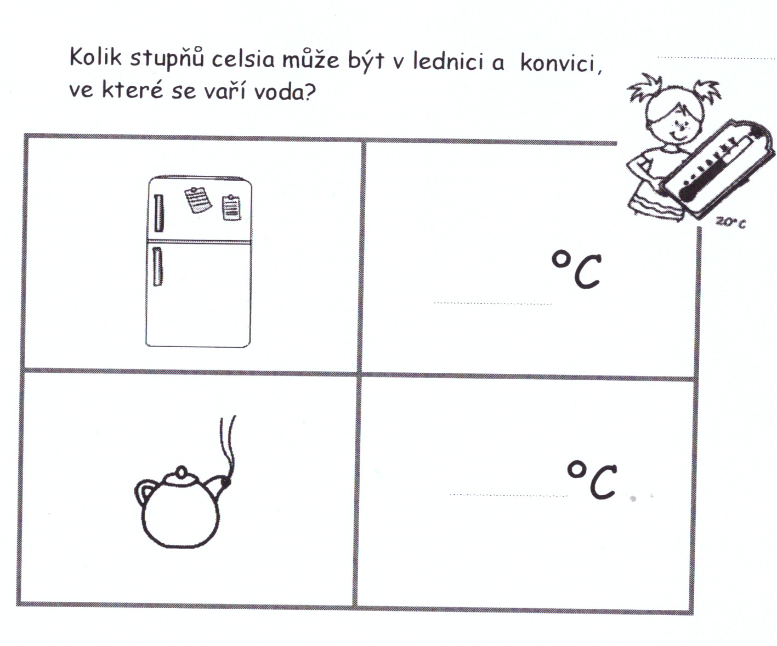 Kolik stupňů celsia může být v lednici a konvici,
ve které se vaří voda?
20°C
°C
°C